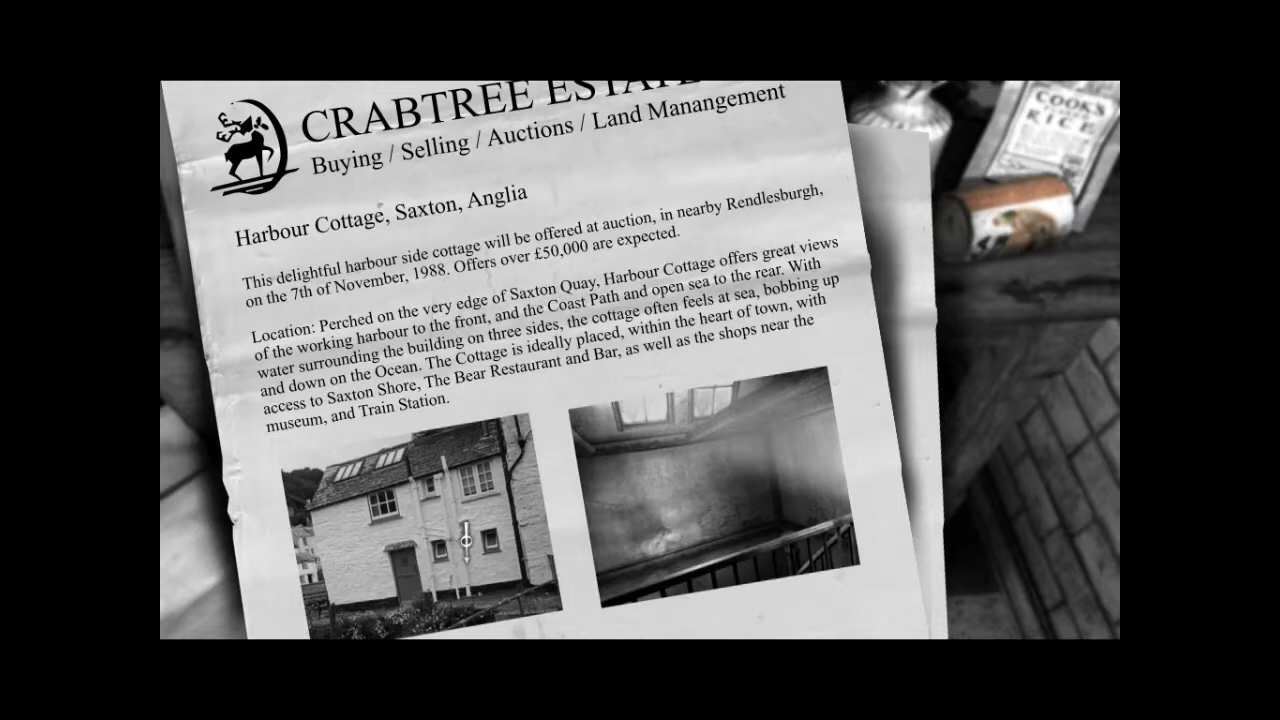 CRABTREE ESTATE
Buying / Selling / Auctions / Land Manangement
Harbour Cottage, Saxton, Anglia
This delightful harbour side cottage will be offered at auction, in nearby Rendlesburgh,
on the 7th of November, 1988. Offers over £50,000 are expected.
Location: Perched on the very edge of Saxton Quay, Harbour Cottage offers great views
of the working harbour to the front, and the Coast Path and open sea to the rear. With
water surrounding the building on three sides, the cottage often feels at sea, bobbing up
and down on the Ocean. The Cottage is ideally placed, within the heart of town, with
access to Saxton Shore, The Bear Restaurant and Bar, as well as the shops near the
museum, and Train Station.
COOK'S
RICE